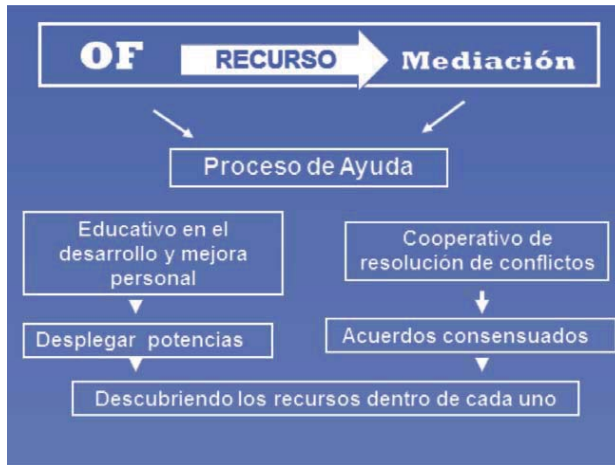 OF RECURSO Mediación
Proceso de Ayuda
Educativo en el
desarrollo y mejora
personal
Cooperativo de
resolución de conflictos
Desplegar potencias
Acuerdos consensuados
Descubriendo los recursos dentro de cada uno